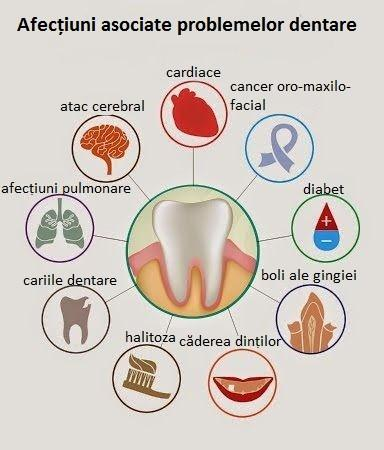 Afecțiuni asociate problemelor dentare
cardiace
cancer oro-maxilo-
facial
atac cerebral
afecțiuni pulmonare
diabet
cariile dentare
boli ale gingiei
halitoza
căderea dinților